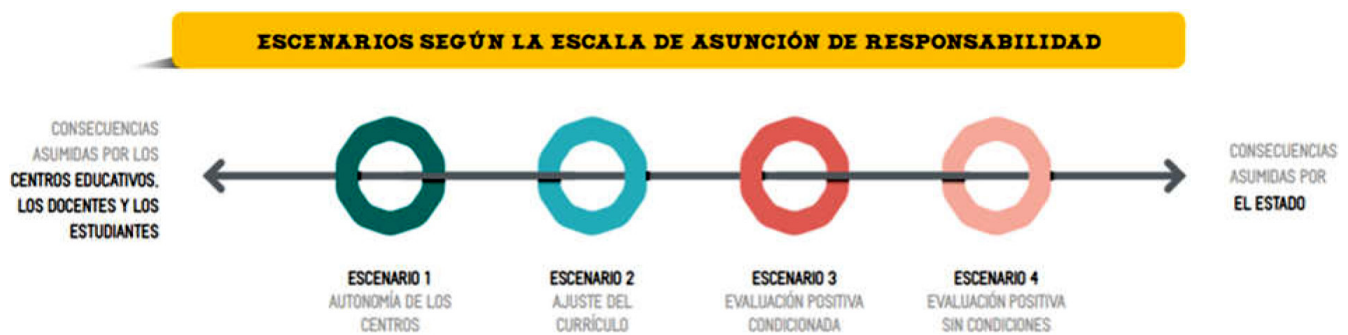 ESCENARIOS SEGÚN LA ESCALA DE ASUNCIÓN DE RESPONSABILIDAD
CONSECUENCIAS
ASUMIDAS POR LOS
CENTROS EDUCATIVOS,
LOS DOCENTES Y LOS
ESTUDIANTES
CONSECUENCIAS
ASUMIDAS POR
EL ESTADO
ESCENARIO 1
AUTONOMÍA DE LOS
CENTROS
ESCENARIO 2
AJUSTE DEL
CURRÍCULO
ESCENARIO 3
EVALUACIÓN POSITIVA
CONDICIONADA
ESCENARIO 4
EVALUACIÓN POSITIVA
SIN CONDICIONES